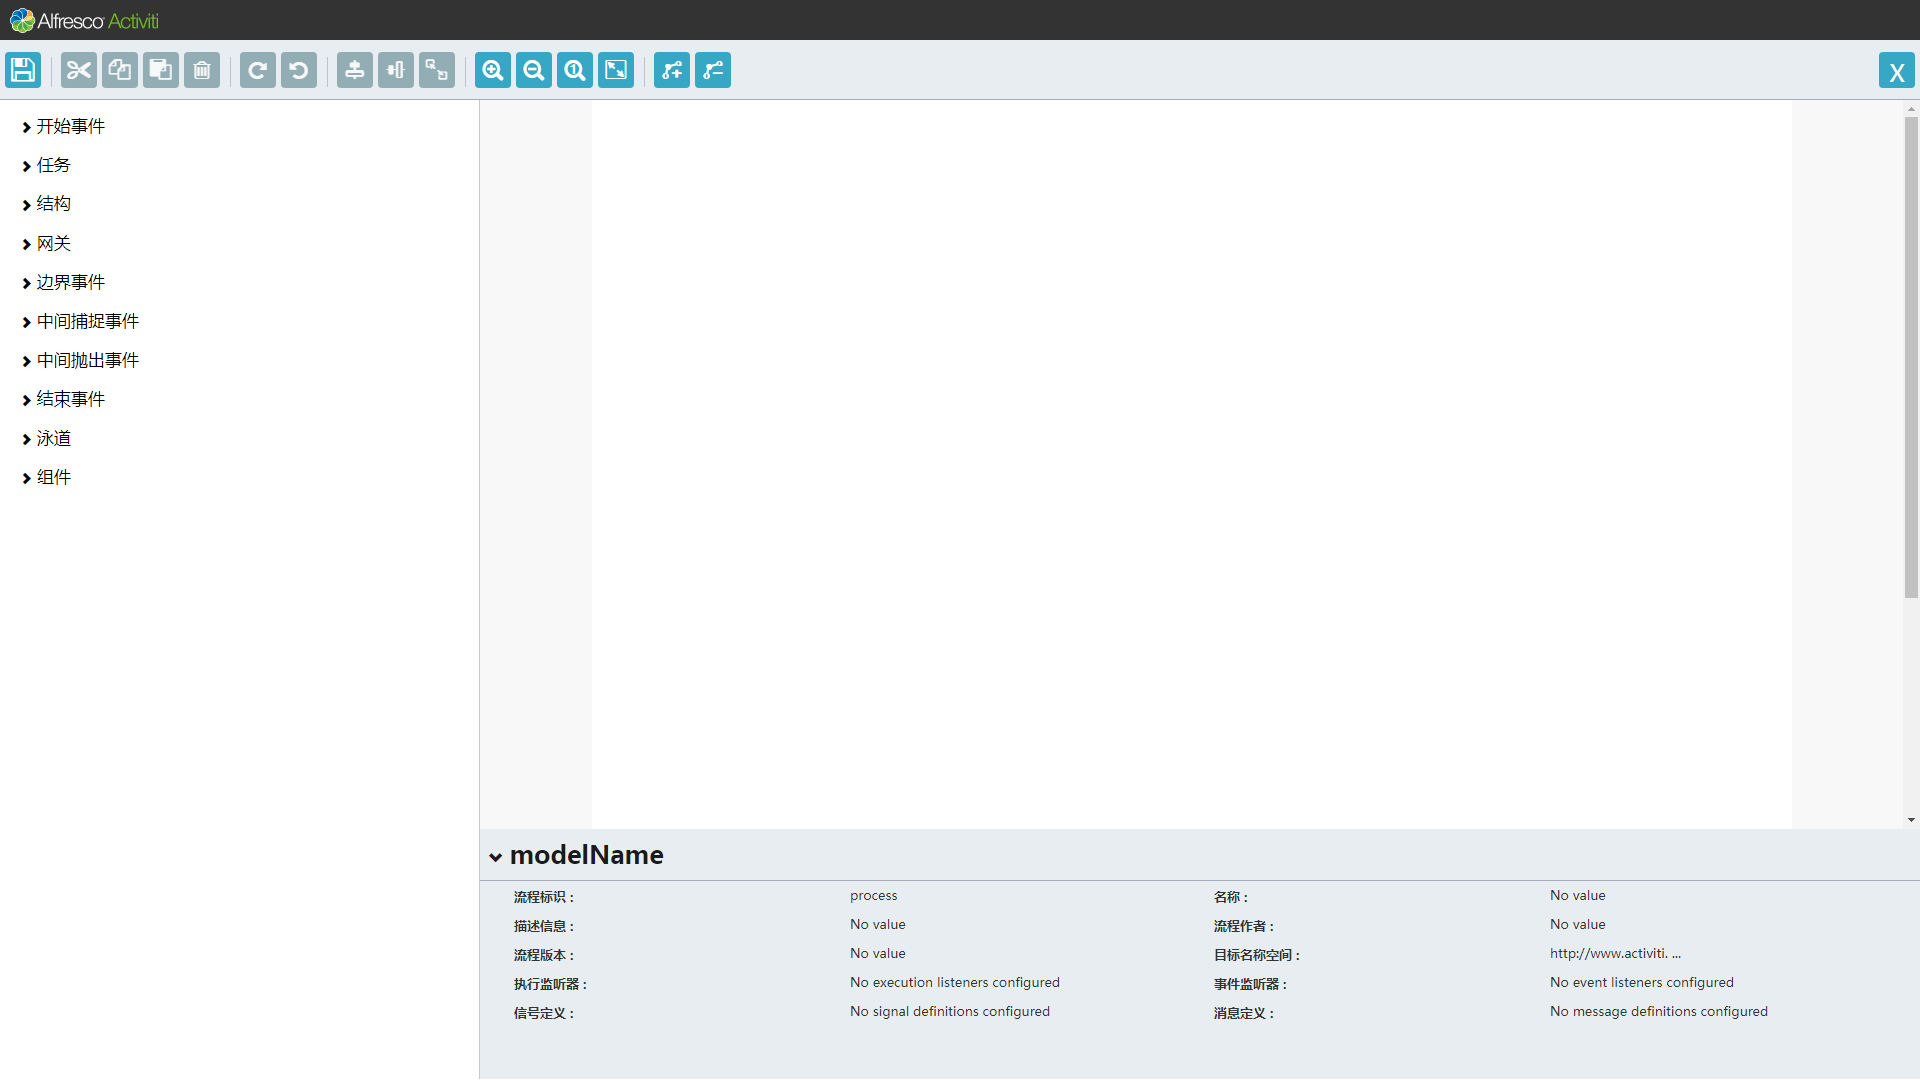 Alfresco Activiti
X
开始事件
任务
结构
网关
边界事件
中间捕捉事件
中间抛出事件
结束事件
泳道
组件
modelName
流程标识 : process 名称 : No value
描述信息 : No value 流程作者 : No value
流程版本 : No value 目标名称空间 : http://www.activiti. ...
执行监听器 : No execution listeners configured 事件监听器 : No event listeners configured
信号定义 : No signal definitions configured 消息定义 : No message definitions configured